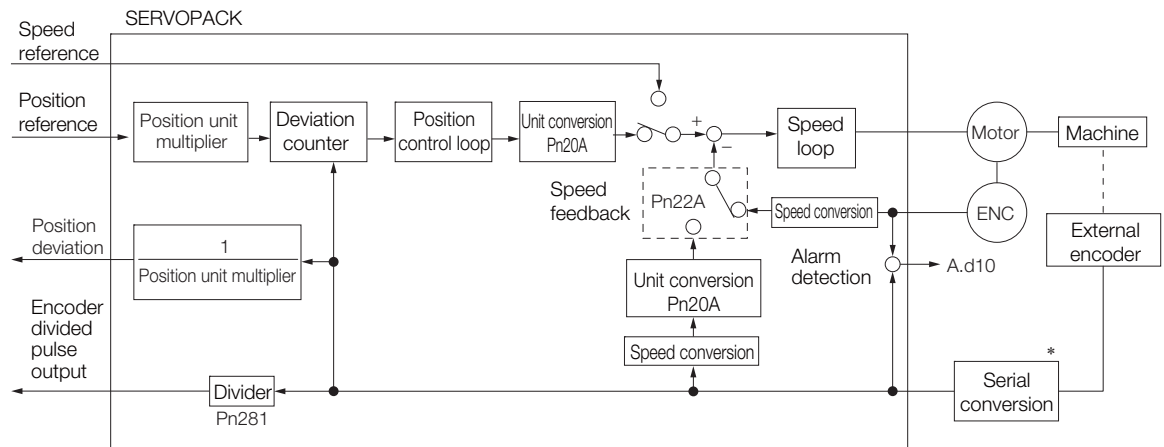 SERVOPACK
Speed
reference
Position
reference
Position unit
multiplier
Deviation
counter
Position
control loop
Unit conversion
Pn20A
+
−
Speed
loop
Motor
Machine
Speed
feedback
Pn22A
Speed conversion
ENC
External
encoder
Position
deviation
1
Position unit multiplier
Unit conversion
Pn20A
Alarm
detection
A.d10
Encoder
divided
pulse
output
Speed conversion
Divider
Pn281
*
Serial
conversion